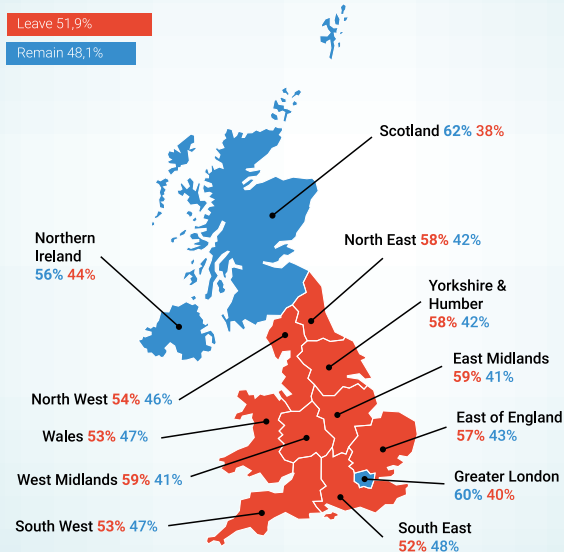 Leave 51,9%
Remain 48,1%
Scotland 62% 38%
Northern
Ireland
56% 44%
North East 58% 42%
Yorkshire &
Humber
58% 42%
East Midlands
59% 41%
North West 54% 46%
East of England
57% 43%
Wales 53% 47%
West Midlands 59% 41%
Greater London
60% 40%
South West 53% 47%
South East
52% 48%